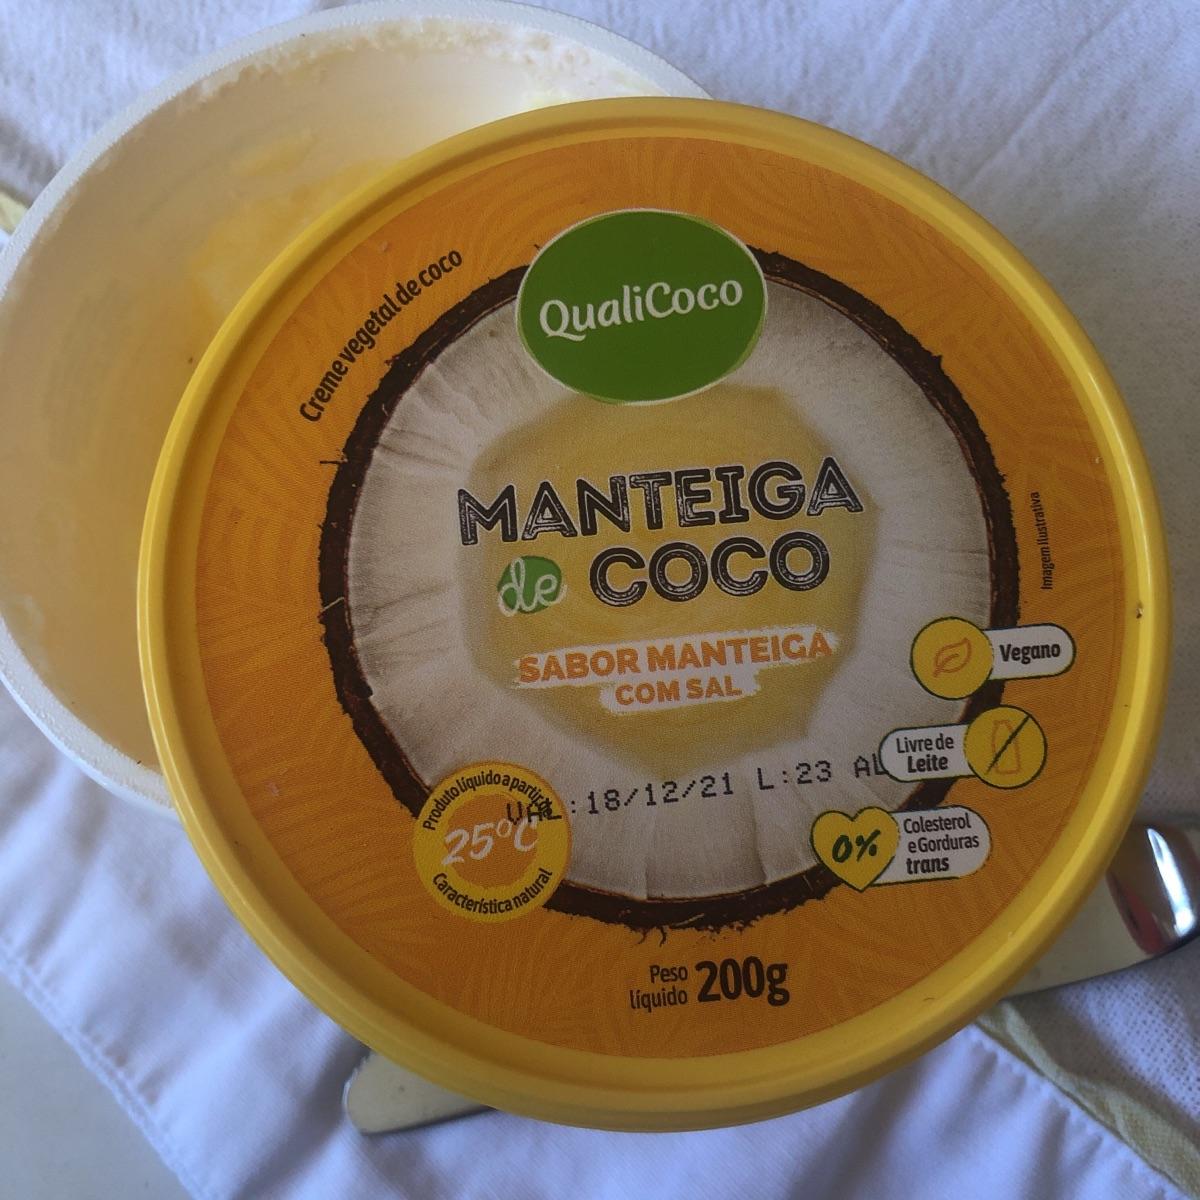 Creme vegetal de coco
QualiCoco
MANTEIGA
de COCO
SABOR MANTEIGA
COM SAL
Imagem Ilustrativa
Vegano
Livre de
Leite
VAL:18/12/21 L:23 AL
Produto líquido a partir de
25°C
Característica natural
0%
Colesterol
e Gorduras
trans
Peso
líquido 200g